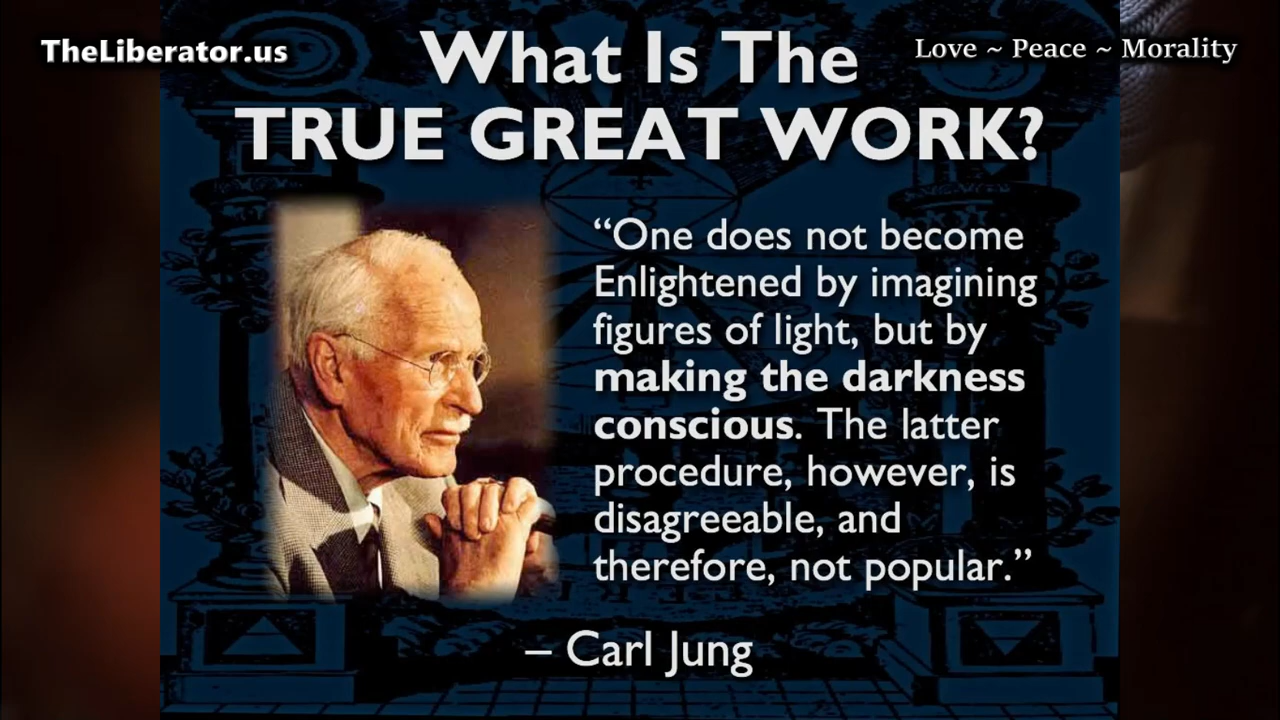 TheLiberator.us
Love ~ Peace ~ Morality
What Is The
TRUE GREAT WORK?
“One does not become
Enlightened by imagining
figures of light, but by
making the darkness
conscious. The latter
procedure, however, is
disagreeable, and
therefore, not popular.”
– Carl Jung